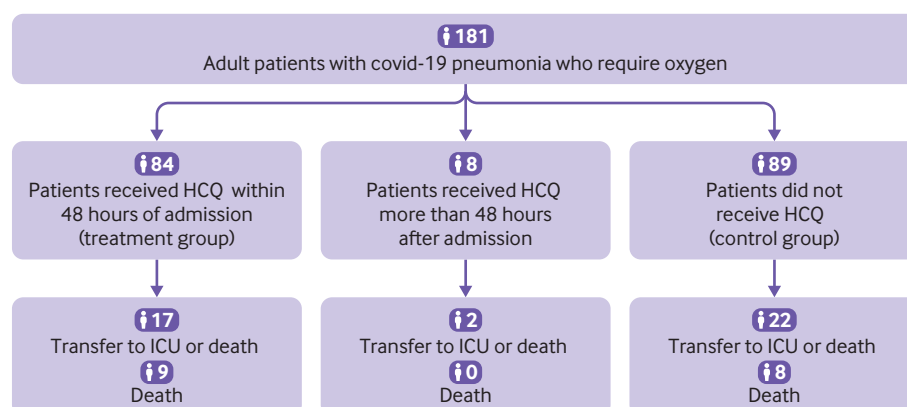 181
Adult patients with covid-19 pneumonia who require oxygen
84
Patients received HCQ within
48 hours of admission
(treatment group)
8
Patients received HCQ
more than 48 hours
after admission
89
Patients did not
receive HCQ
(control group)
17
Transfer to ICU or death
9
Death
2
Transfer to ICU or death
0
Death
22
Transfer to ICU or death
8
Death